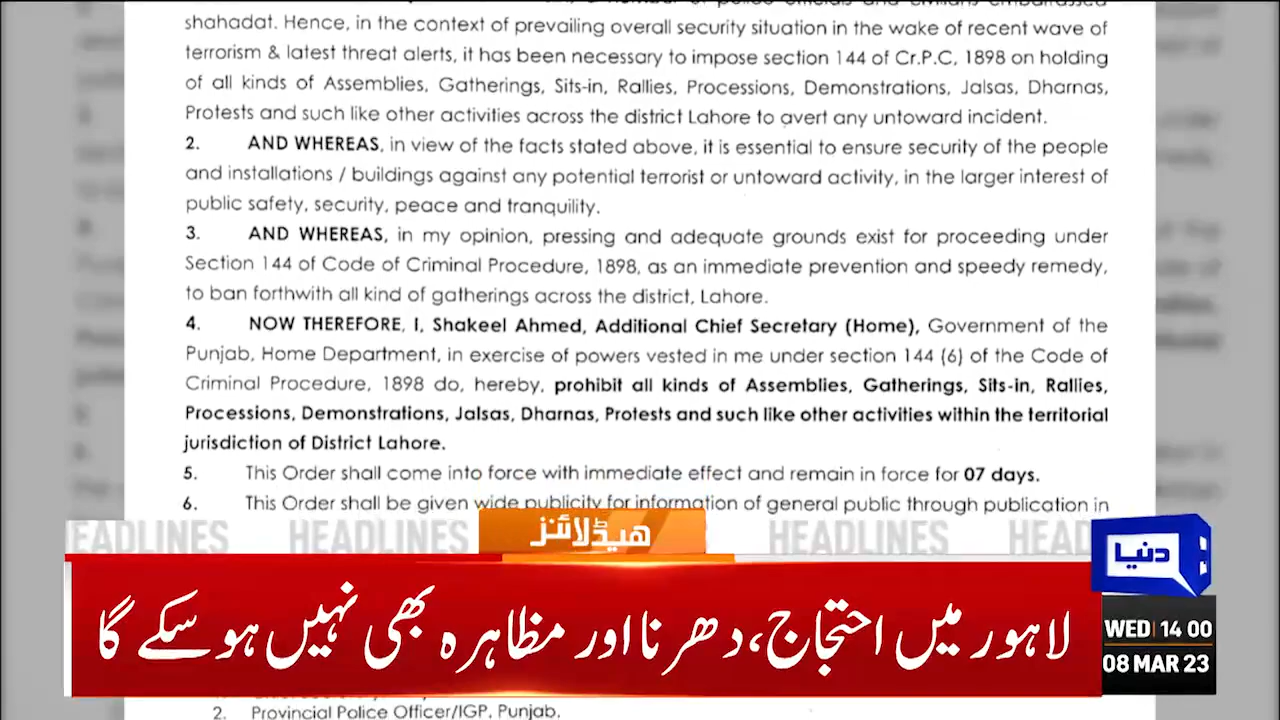 shahadat. Hence, in the context of prevailing overall security situation in the wake of recent wave of
terrorism & latest threat alerts, it has been necessary to impose section 144 of Cr.P.C, 1898 on holding
of all kinds of Assemblies, Gatherings, Sits-in, Rallies, Processions, Demonstrations, Jalsas, Dharnas,
Protests and such like other activities across the district Lahore to avert any untoward incident.
2. AND WHEREAS, in view of the facts stated above, it is essential to ensure security of the people
and installations / buildings against any potential terrorist or untoward activity, in the larger interest of
public safety, security, peace and tranquility.
3. AND WHEREAS, in my opinion, pressing and adequate grounds exist for proceeding under
Section 144 of Code of Criminal Procedure, 1898, as an immediate prevention and speedy remedy,
to ban forthwith all kind of gatherings across the district, Lahore.
4. NOW THEREFORE, I, Shakeel Ahmed, Additional Chief Secretary (Home), Government of the
Punjab, Home Department, in exercise of powers vested in me under section 144 (6) of the Code of
Criminal Procedure, 1898 do, hereby, prohibit all kinds of Assemblies, Gatherings, Sits-in, Rallies,
Processions, Demonstrations, Jalsas, Dharnas, Protests and such like other activities within the territorial
jurisdiction of District Lahore.
5. This Order shall come into force with immediate effect and remain in force for 07 days.
6. This Order shall be given wide publicity for information of general public through publication in
HEADLINES HEADLINES HEADLINES
ہیڈلائنز
دنیا
لاہور میں احتجاج، دھرنا اور مظاہرہ بھی نہیں ہوسکے گا
WED 14 00
08 MAR 23
2. Provincial Police Officer/IGP, Punjab.